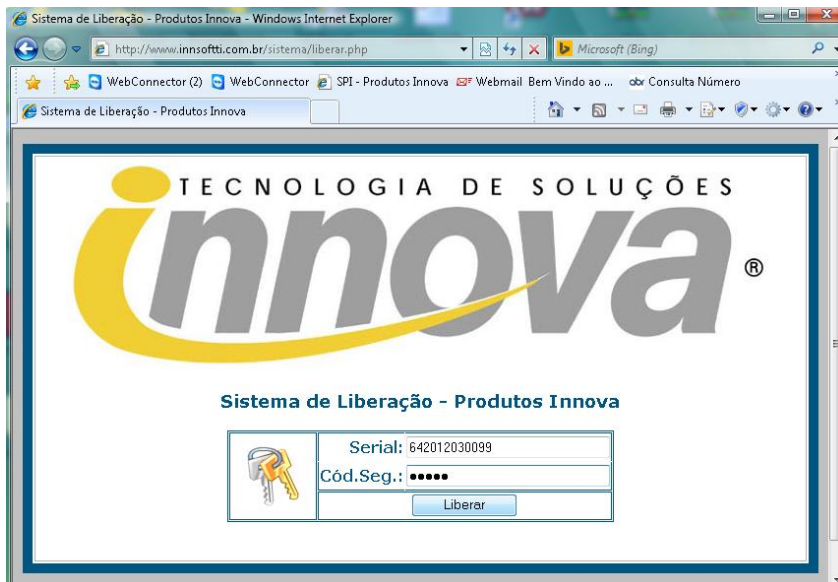 Sistema de Liberação - Produtos Innova - Windows Internet Explorer
http://www.innsoftti.com.br/sistema/liberar.php
Microsoft (Bing)
WebConnector (2) WebConnector SPI - Produtos Innova Webmail Bem Vindo ao ... Consulta Número
Sistema de Liberação - Produtos Innova
TECNOLOGIA DE SOLUÇÕES
innova ®
Sistema de Liberação - Produtos Innova
Serial: 642012030099
Cód.Seg.: •••••
Liberar